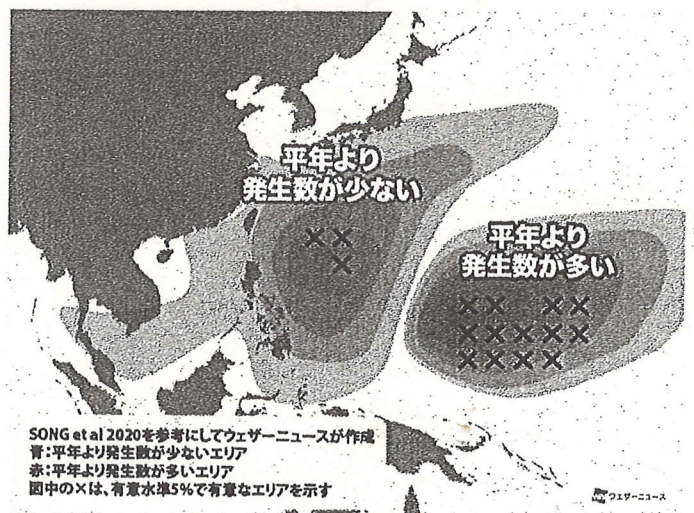 平年より
発生数が少ない
平年より
発生数が多い
SONG et al 2020を参考にしてウェザーニュースが作成
青:平年より発生数が少ないエリア
赤:平年より発生数が多いエリア
図中の×は、有意水準5%で有意なエリアを示す
ウェザーニュース